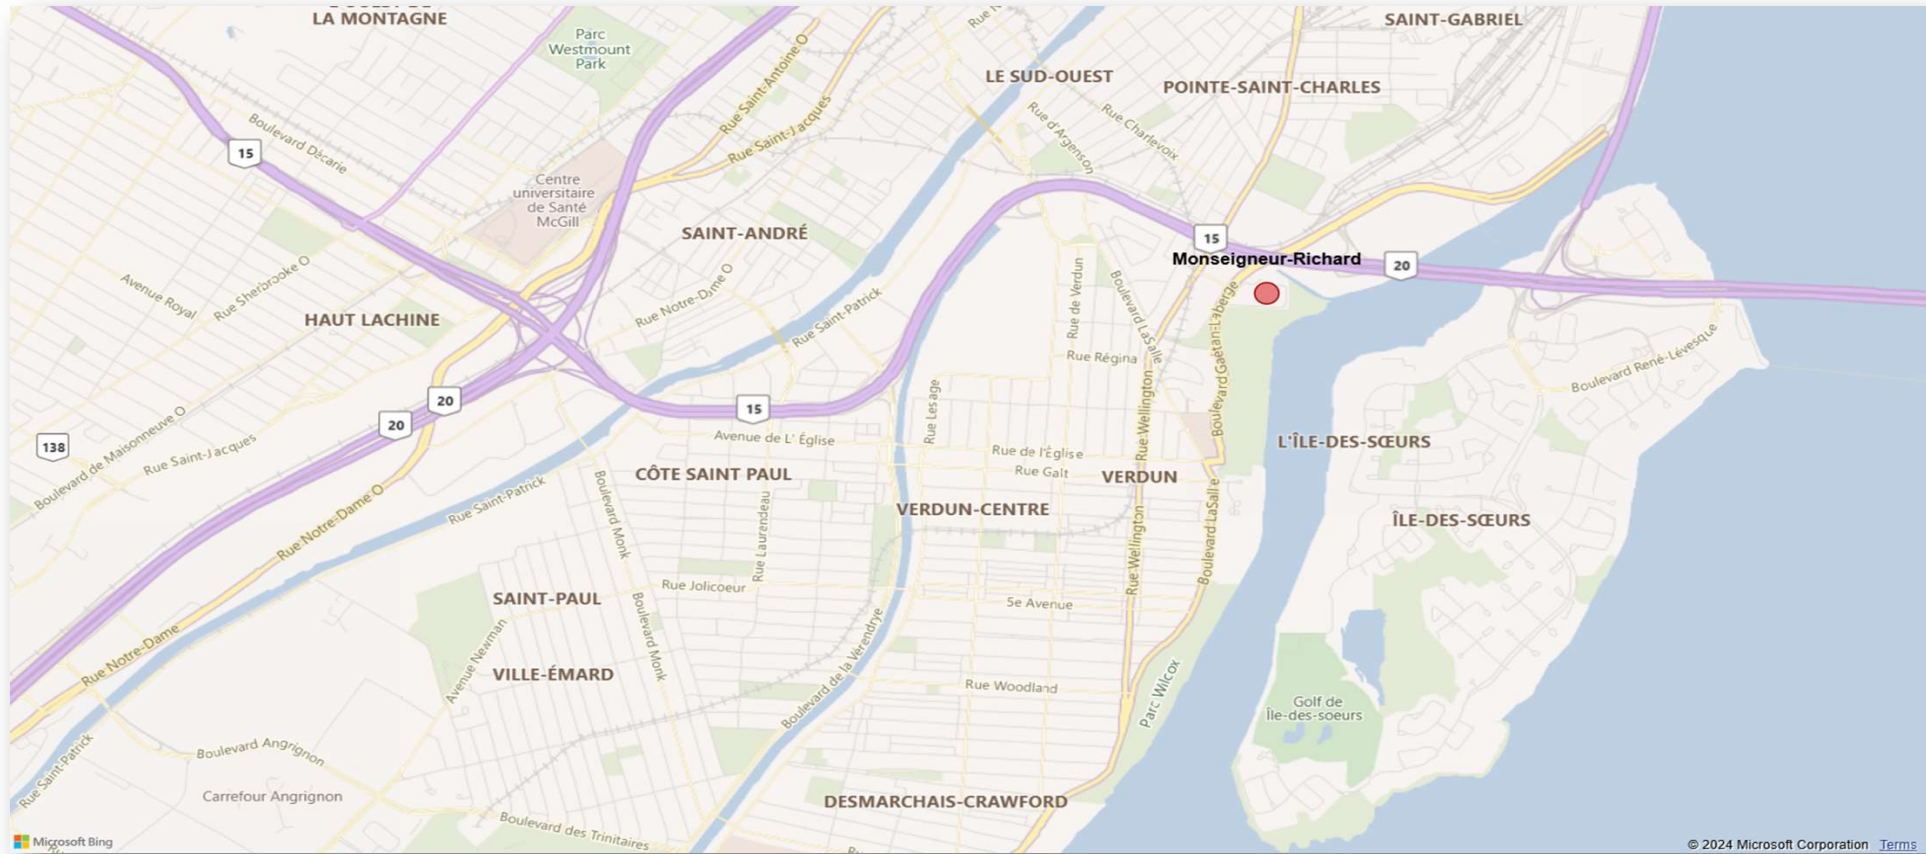 LA MONTAGNE
Parc
Westmount
Park
Rue Saint-Antoine O
LE SUD-OUEST
SAINT-GABRIEL
POINTE-SAINT-CHARLES
Rue Saint-Jacques
Rue d'Argenson
Rue Charlevoix
15
Boulevard Décarie
Centre
universitaire
de Santé
McGill
SAINT-ANDRÉ
15
Monseigneur-Richard
20
Avenue Royal
Rue Sherbrooke O
HAUT LACHINE
Rue Notre-Dame O
Rue Saint-Patrick
Rue de Verdun
Boulevard LaSalle
Boulevard Gaétan-Laberge
Rue Régina
Boulevard René-Lévesque
20
20
15
138
Boulevard de Maisonneuve O
Rue Saint-Jacques
Avenue de L' Église
Rue Lesage
Rue de l'Église
Rue Galt
Rue Wellington
VERDUN
L'ÎLE-DES-SŒURS
CÔTE SAINT PAUL
VERDUN-CENTRE
ÎLE-DES-SŒURS
Rue Notre-Dame O
Rue Saint-Patrick
Boulevard Monk
Rue Laurendeau
Rue Wellington
Boulevard LaSalle
Rue Jolicoeur
SAINT-PAUL
5e Avenue
Rue Notre-Dame
Avenue Newman
Boulevard Monk
Boulevard de la Vérendrye
VILLE-ÉMARD
Rue Woodland
Parc Wilcox
Golf de
Île-des-soeurs
Boulevard Angrignon
Rue Saint-Patrick
Carrefour Angrignon
DESMARCHAIS-CRAWFORD
Boulevard des Trinitaires
Microsoft Bing
© 2024 Microsoft Corporation Terms